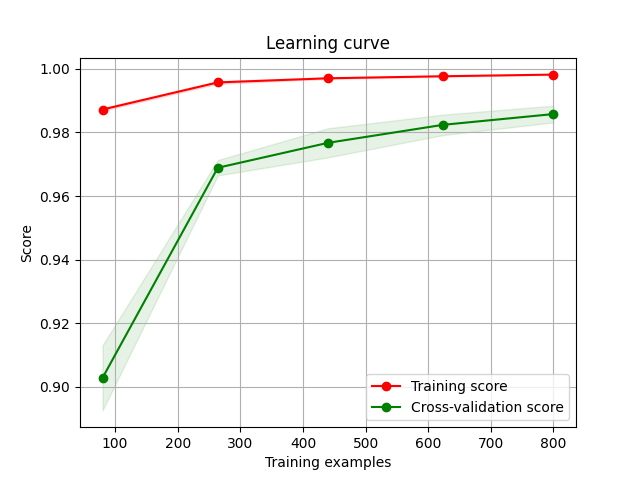 Learning curve
1.00
0.98
0.96
0.94
0.92
0.90
Score
100 200 300 400 500 600 700 800
Training examples
Training score
Cross-validation score